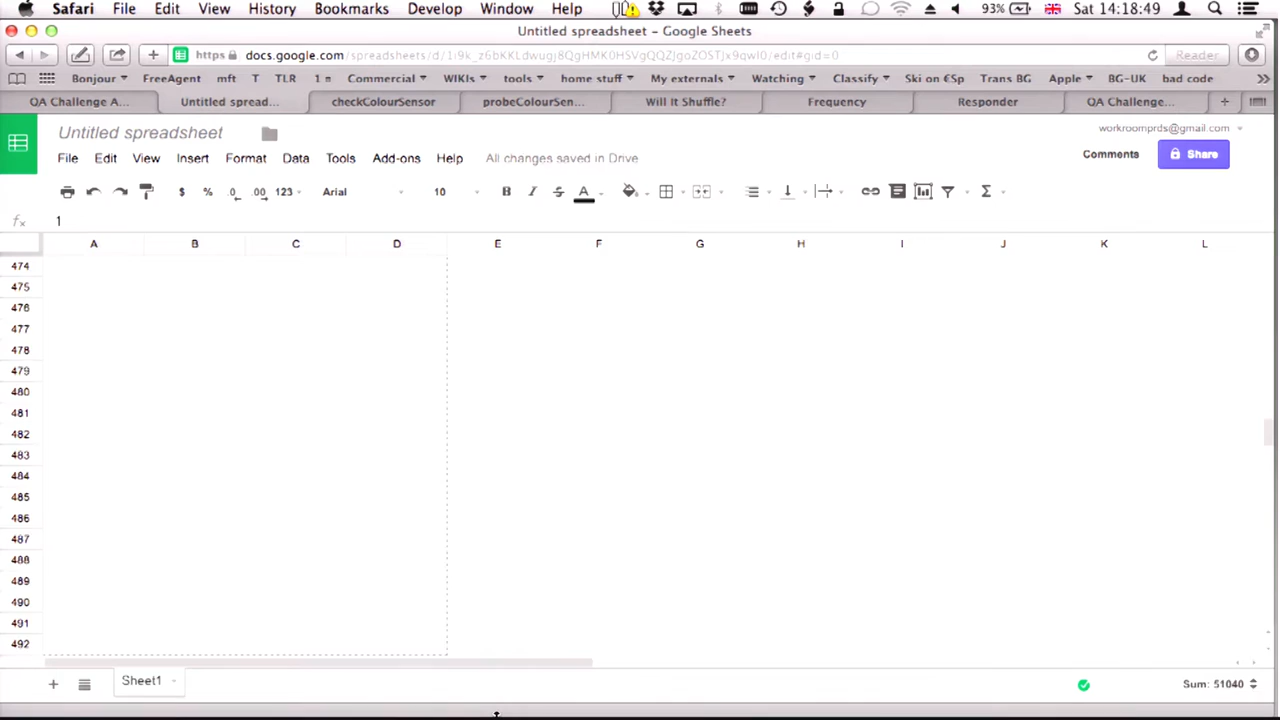 Safari File Edit View History Bookmarks Develop Window Help 93% Sat 14:18:49
Untitled spreadsheet – Google Sheets
Reader
Bonjour FreeAgent mft T TLR 1 = Commercial WIKIs tools home stuff My externals Watching Classify Ski on €Sp Trans BG Apple BG-UK bad code
QA Challenge A... Untitled spread... checkColourSensor probeColourSen... Will It Shuffle? Frequency Responder QA Challenge...
Untitled spreadsheet
workroomprds@gmail.com
File Edit View Insert Format Data Tools Add-ons Help All changes saved in Drive
Comments Share
$ % .0 .00 123 Arial 10 B I S A Σ
fx 1
A B C D E F G H I J K L
474
475
476
477
478
479
480
481
482
483
484
485
486
487
488
489
490
491
492
Sheet1
Sum: 51040